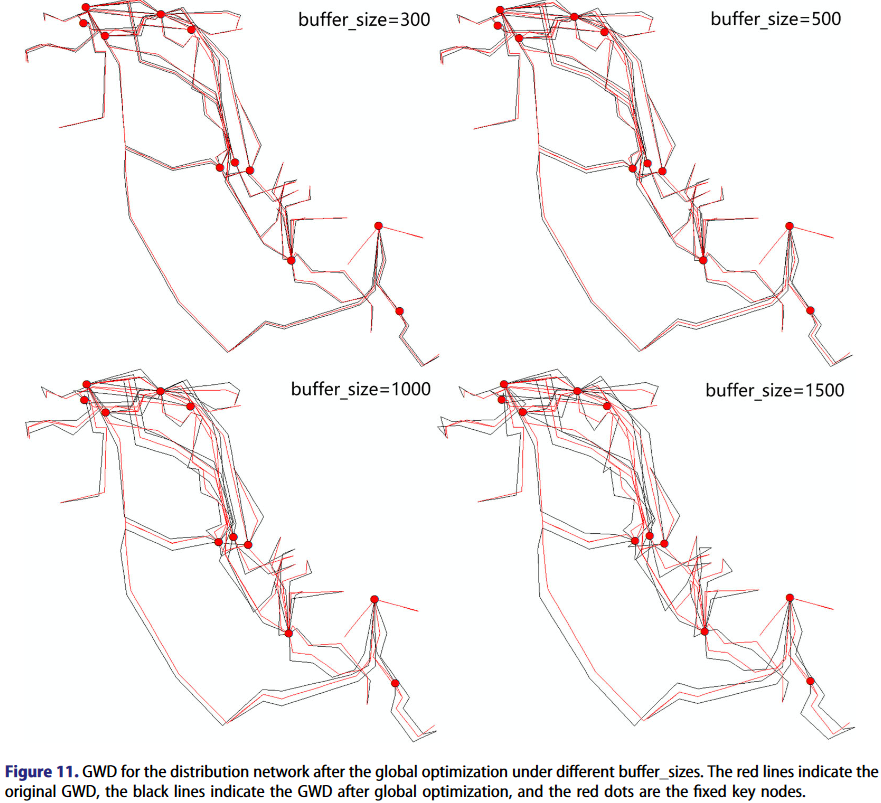 buffer_size=300
buffer_size=500
buffer_size=1000
buffer_size=1500
Figure 11. GWD for the distribution network after the global optimization under different buffer_sizes. The red lines indicate the
original GWD, the black lines indicate the GWD after global optimization, and the red dots are the fixed key nodes.